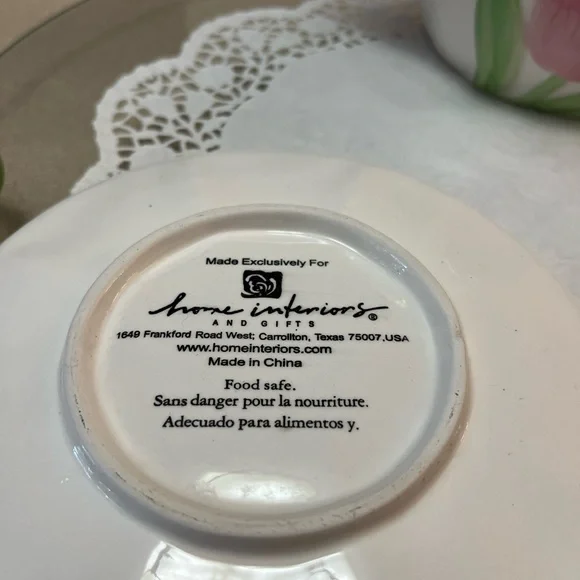 Made Exclusively For
home interiors®
AND GIFTS
1649 Frankford Road West; Carrollton, Texas 75007.USA
www.homeinteriors.com
Made in China
Food safe.
Sans danger pour la nourriture.
Adecuado para alimentos y.